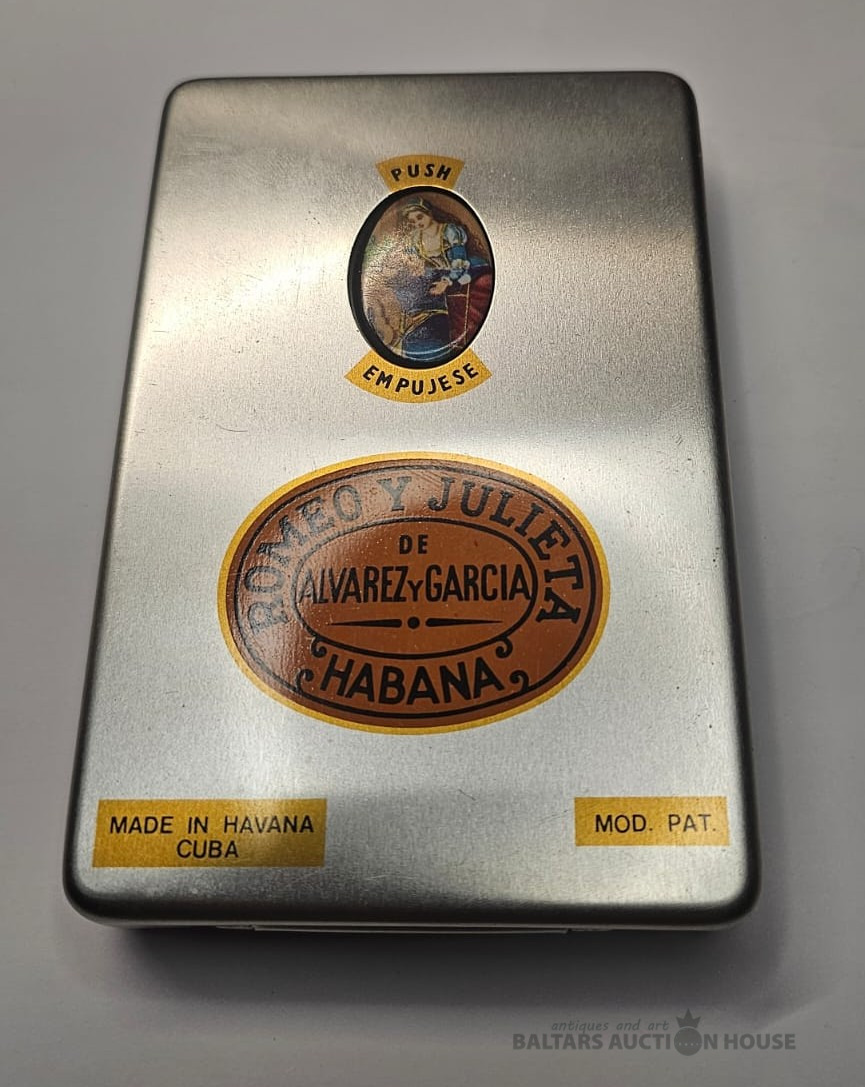 PUSH
EMPUJESE
ROMEO Y JULIETA
DE
ALVAREZ Y GARCIA
HABANA
MADE IN HAVANA
CUBA
MOD. PAT.
antiques and art
BALTARS AUCTION HOUSE